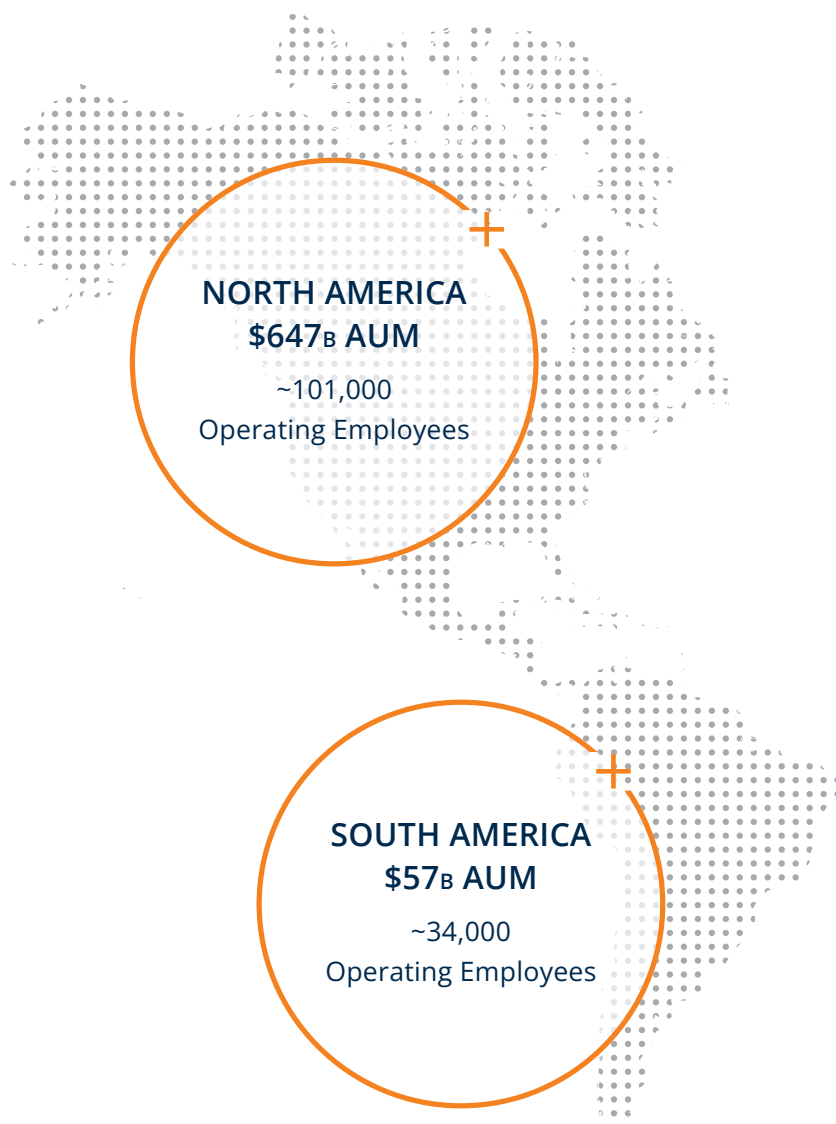 NORTH AMERICA
$647B AUM
~101,000
Operating Employees
SOUTH AMERICA
$57B AUM
~34,000
Operating Employees